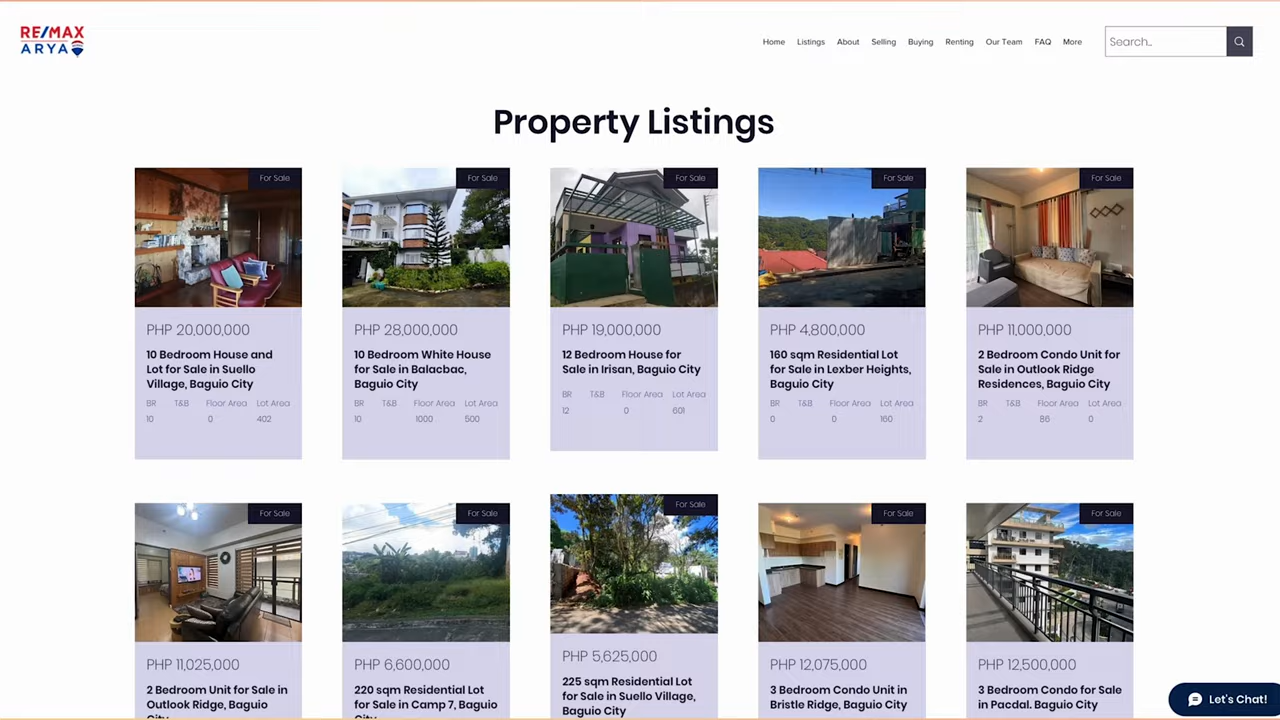 RE/MAX
ARYA
Home Listings About Selling Buying Renting Our Team FAQ More
Search..
Property Listings
For Sale
PHP 20,000,000
10 Bedroom House and
Lot for Sale in Suello
Village, Baguio City
BR T&B Floor Area Lot Area
10 0 402
For Sale
PHP 28,000,000
10 Bedroom White House
for Sale in Balacbac,
Baguio City
BR T&B Floor Area Lot Area
10 1000 500
For Sale
PHP 19,000,000
12 Bedroom House for
Sale in Irisan, Baguio City
BR T&B Floor Area Lot Area
12 0 601
For Sale
PHP 4,800,000
160 sqm Residential Lot
for Sale in Lexber Heights,
Baguio City
BR T&B Floor Area Lot Area
0 0 160
For Sale
PHP 11,000,000
2 Bedroom Condo Unit for
Sale in Outlook Ridge
Residences, Baguio City
BR T&B Floor Area Lot Area
2 86 0
For Sale
PHP 11,025,000
2 Bedroom Unit for Sale in
Outlook Ridge, Baguio
City
For Sale
PHP 6,600,000
220 sqm Residential Lot
for Sale in Camp 7, Baguio
City
For Sale
PHP 5,625,000
225 sqm Residential Lot
for Sale in Suello Village,
Baguio City
For Sale
PHP 12,075,000
3 Bedroom Condo Unit in
Bristle Ridge, Baguio City
For Sale
PHP 12,500,000
3 Bedroom Condo for Sale
in Pacdal. Baguio City
Let's Chat!